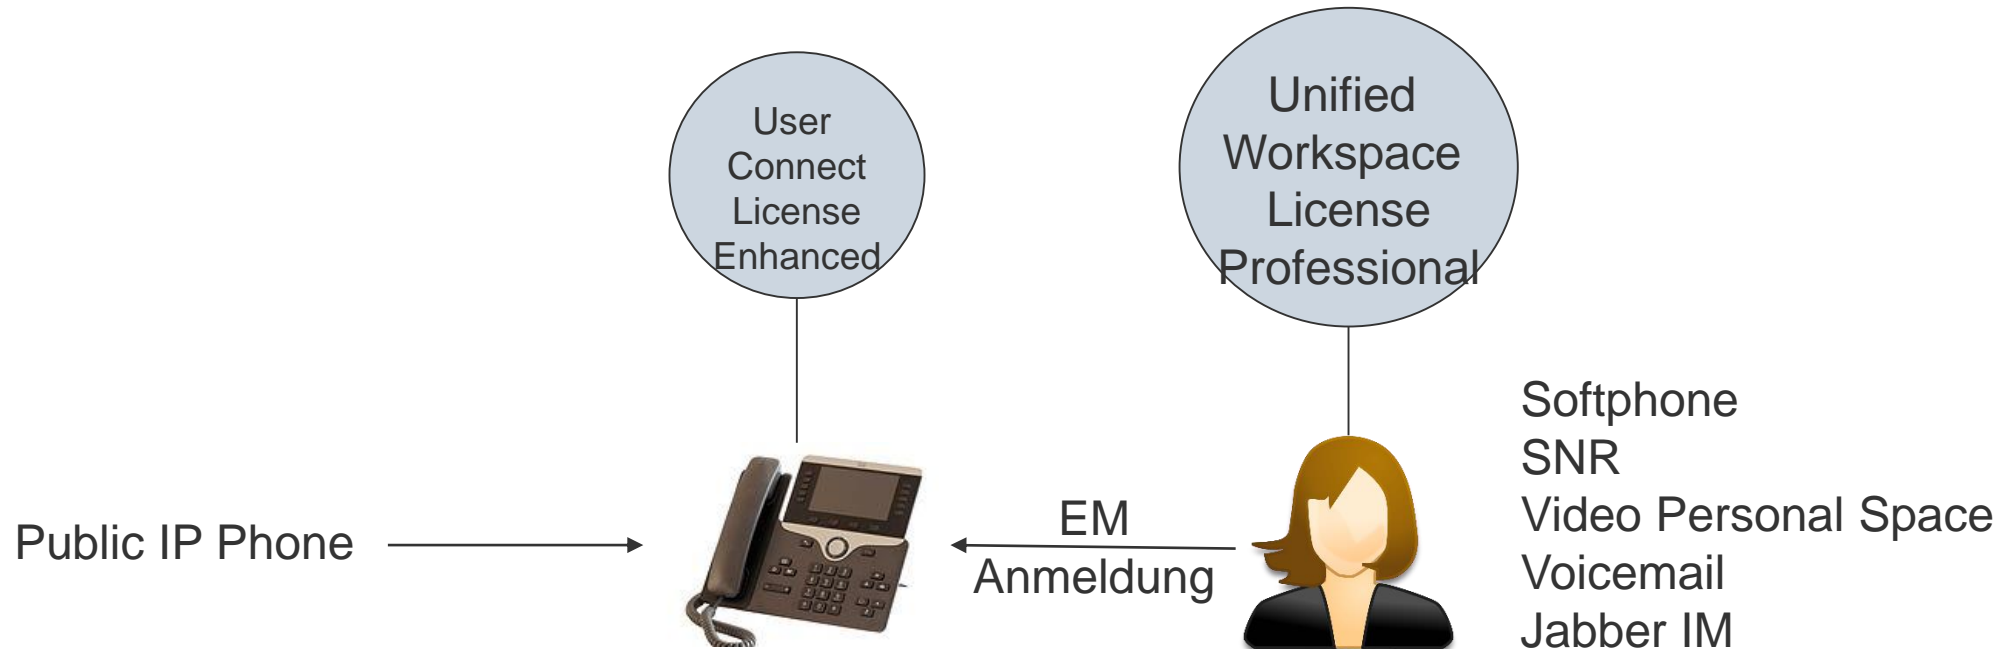 User
Connect
License
Enhanced
Unified
Workspace
License
Professional
Public IP Phone
EM
Anmeldung
Softphone
SNR
Video Personal Space
Voicemail
Jabber IM